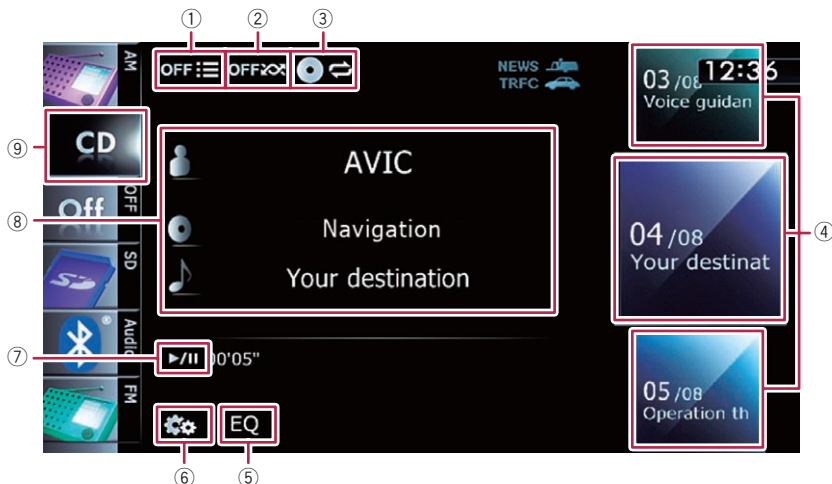 ① ② ③
AM
OFF
OFF
NEWS
TRFC
03/08
12:36
Voice guidan
⑨
CD
⑧
AVIC
Off
OFF
Navigation
④
04/08
Your destinat
SD
SD
Your destination
Audio
⑦
00'05"
FM
05/08
Operation th
EQ
⑥ ⑤